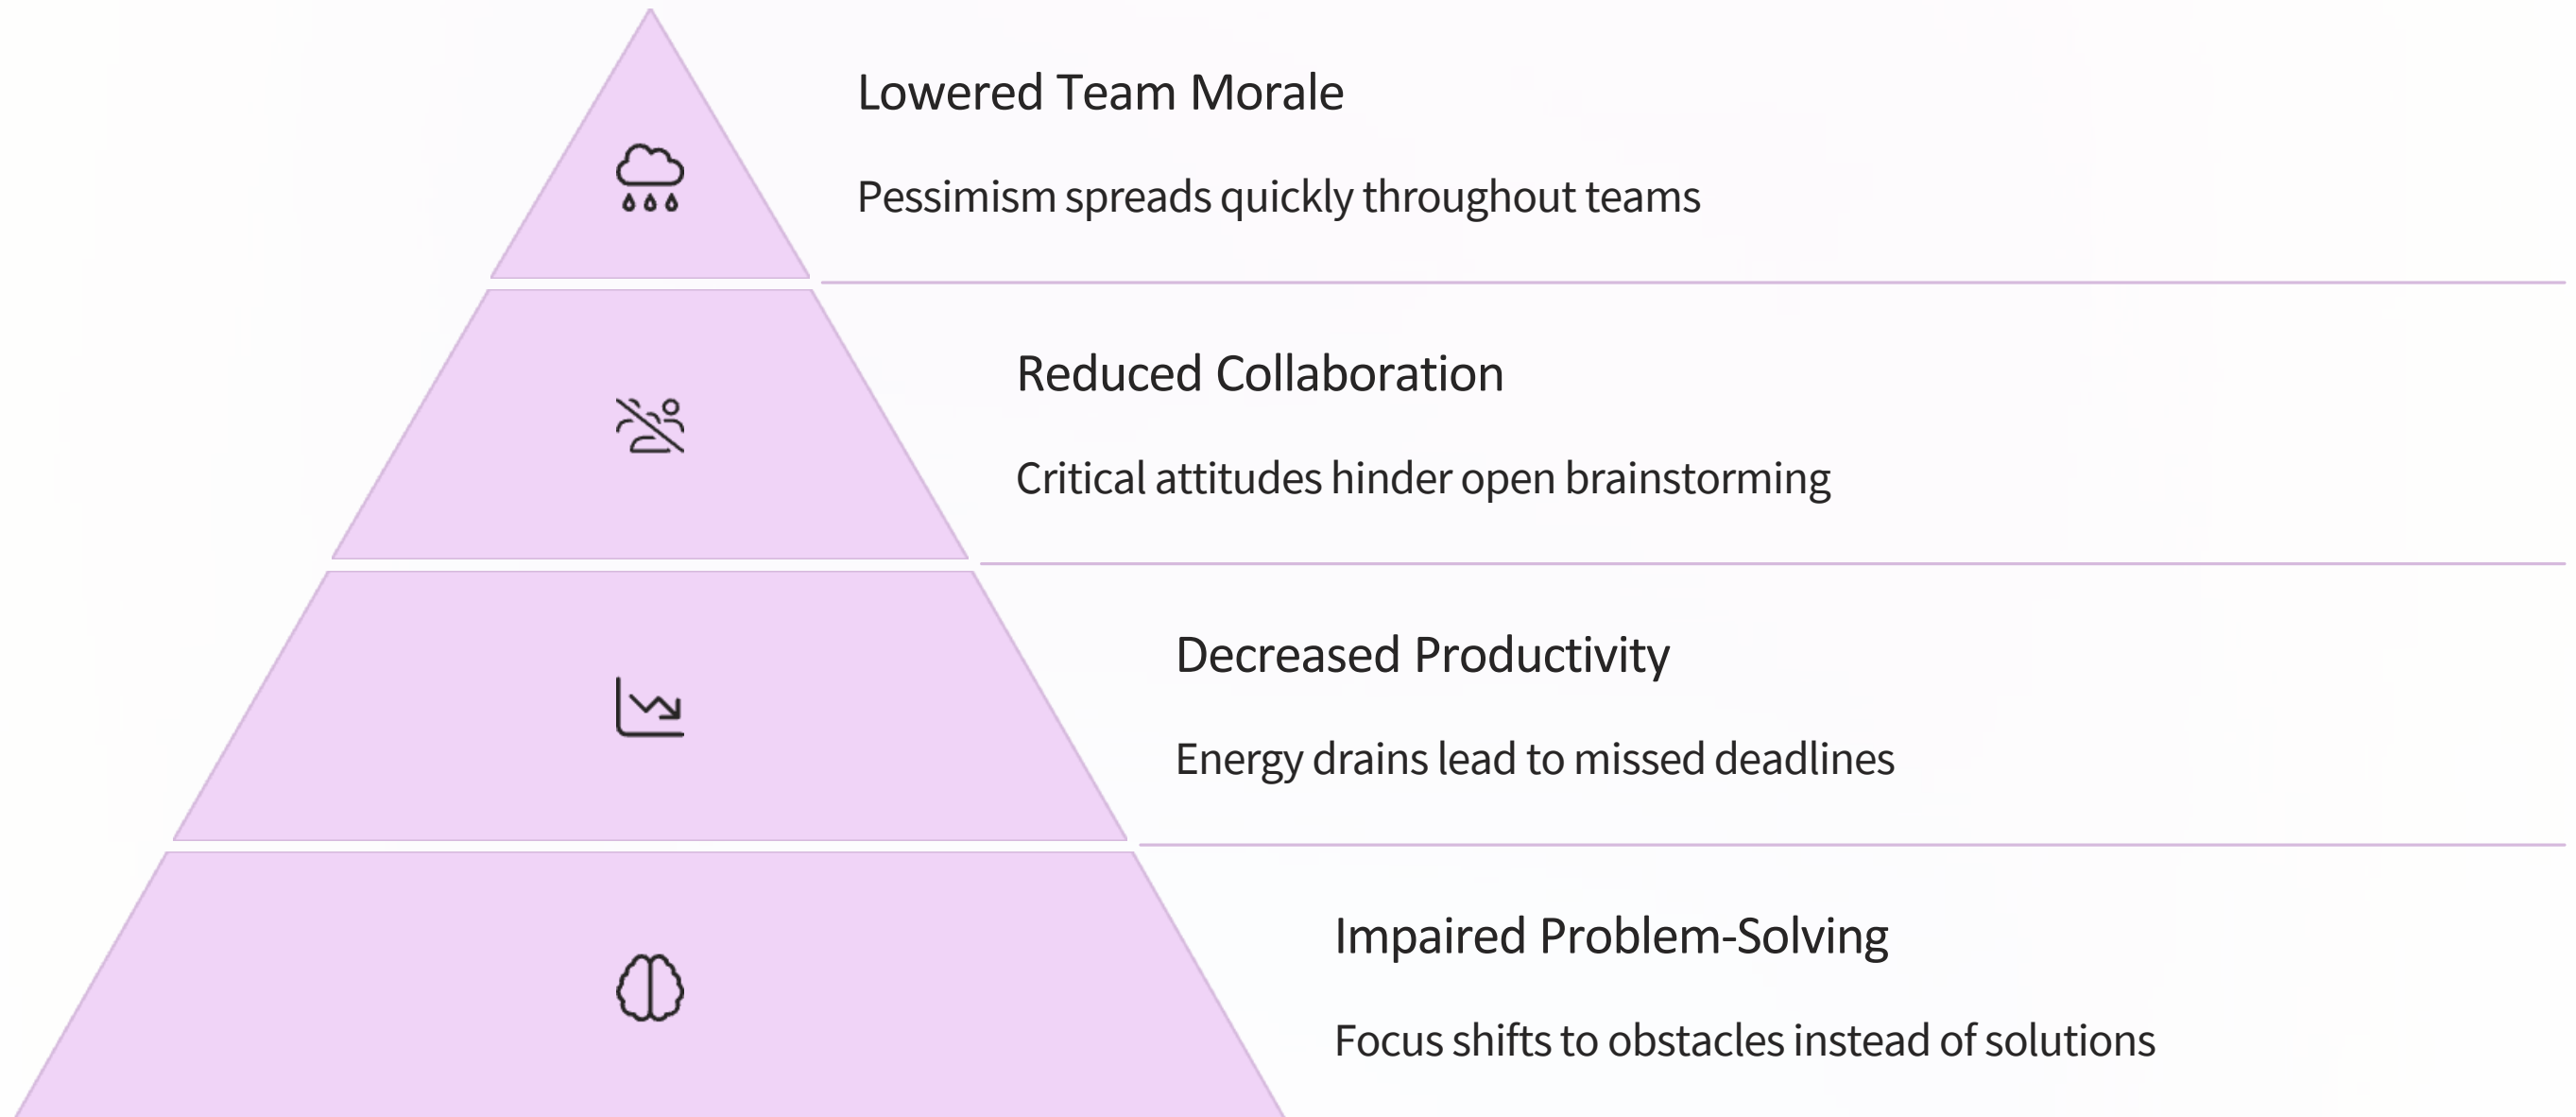 Lowered Team Morale
Pessimism spreads quickly throughout teams
Reduced Collaboration
Critical attitudes hinder open brainstorming
Decreased Productivity
Energy drains lead to missed deadlines
Impaired Problem-Solving
Focus shifts to obstacles instead of solutions